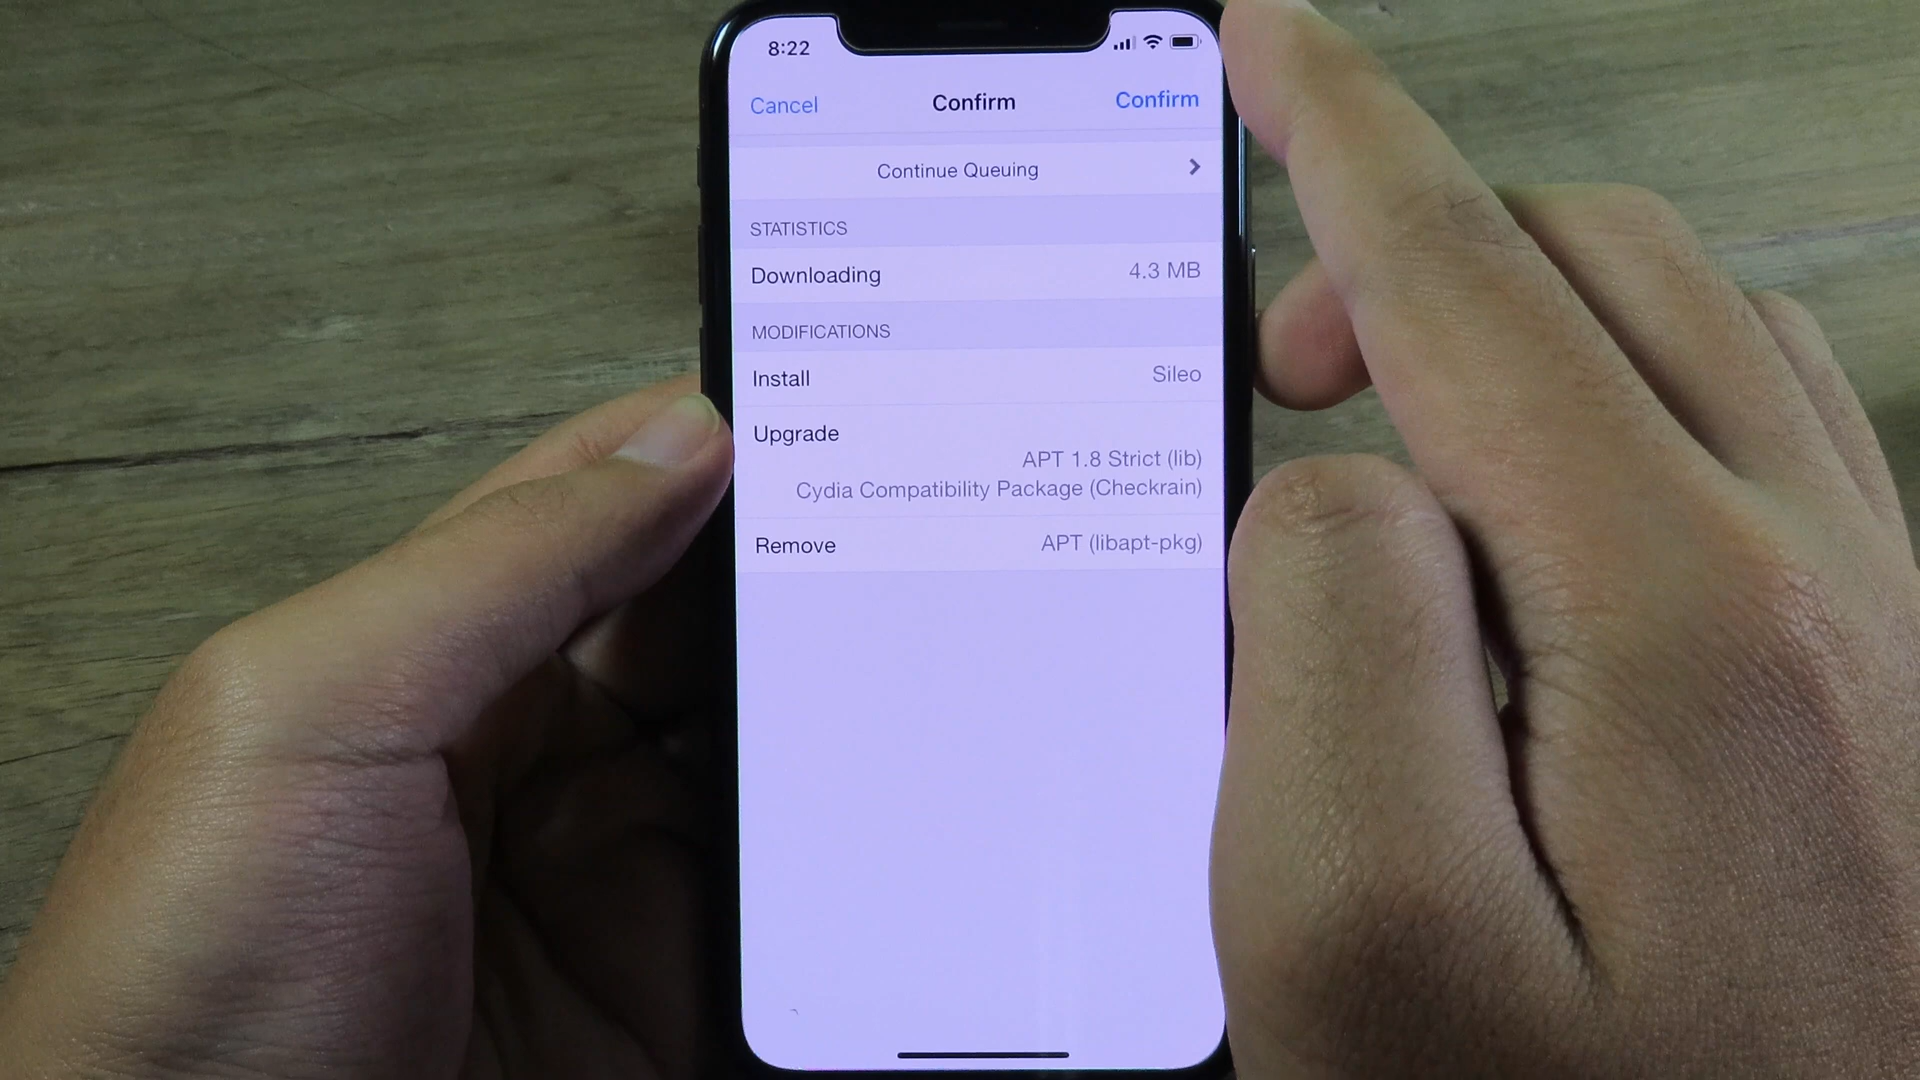 8:22
Cancel
Confirm
Confirm
Continue Queuing
STATISTICS
Downloading
4.3 MB
MODIFICATIONS
Install
Sileo
Upgrade
APT 1.8 Strict (lib)
Cydia Compatibility Package (Checkrain)
Remove
APT (libapt-pkg)